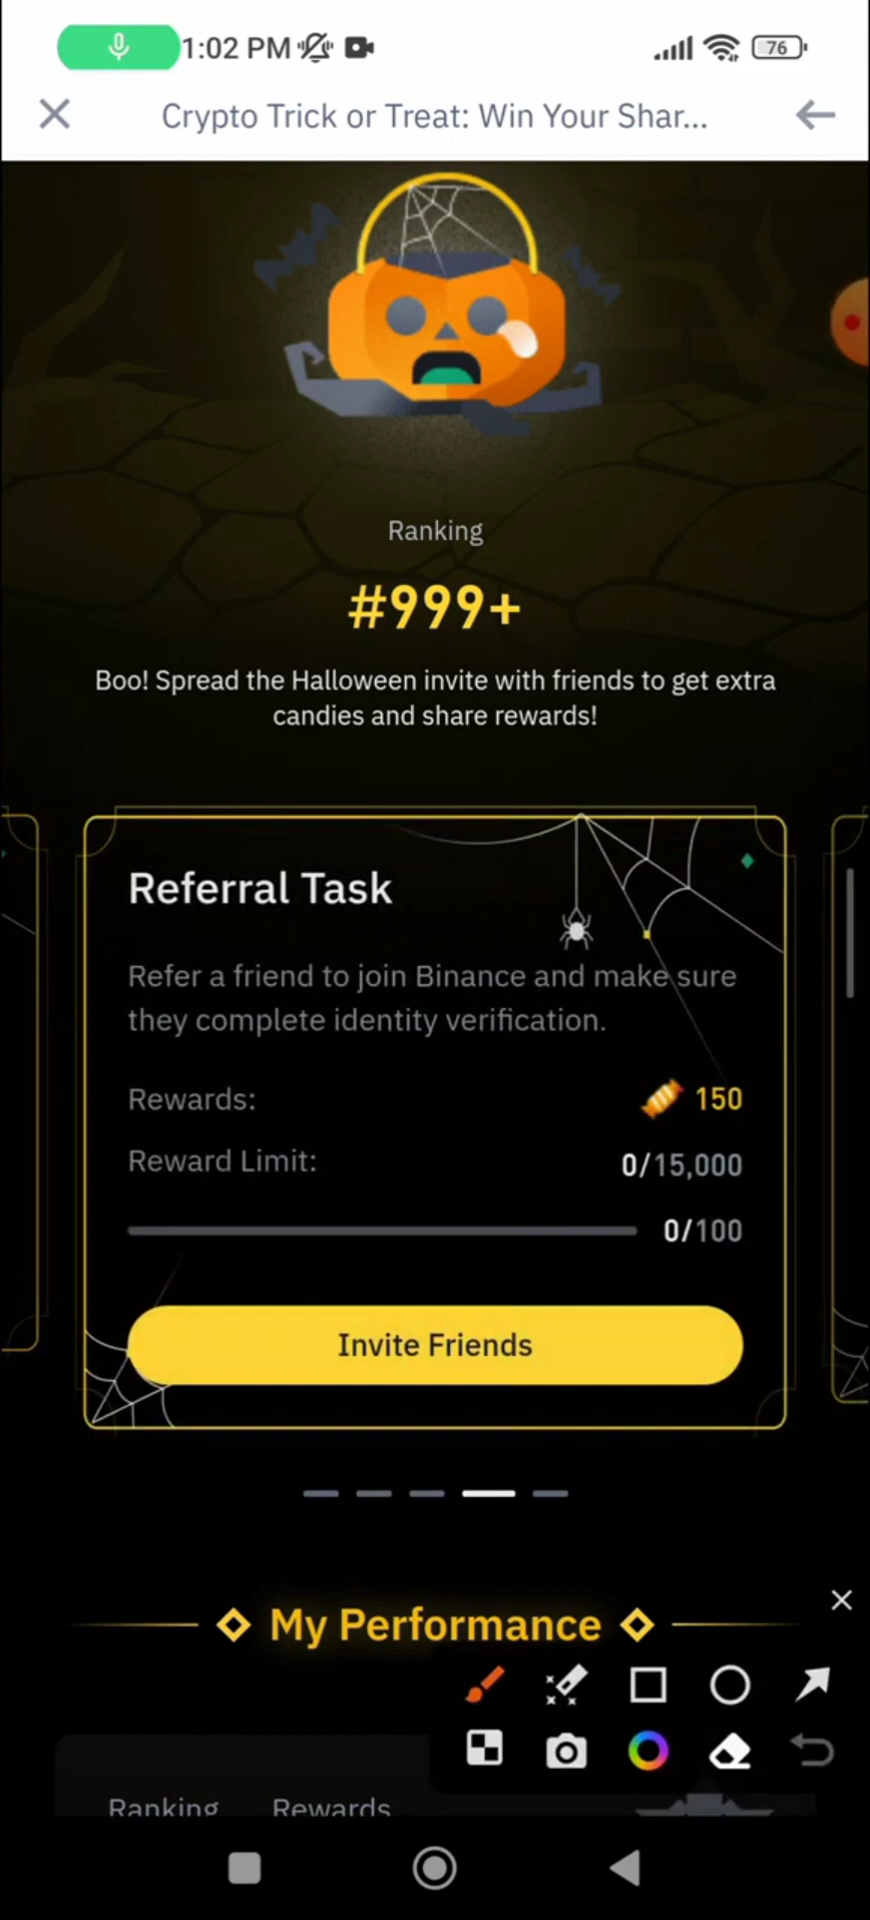 1:02 PM
76
Crypto Trick or Treat: Win Your Shar...
Ranking
#999+
Boo! Spread the Halloween invite with friends to get extra
candies and share rewards!
Referral Task
Refer a friend to join Binance and make sure
they complete identity verification.
Rewards: 150
Reward Limit: 0/15,000
0/100
Invite Friends
My Performance
Ranking Rewards